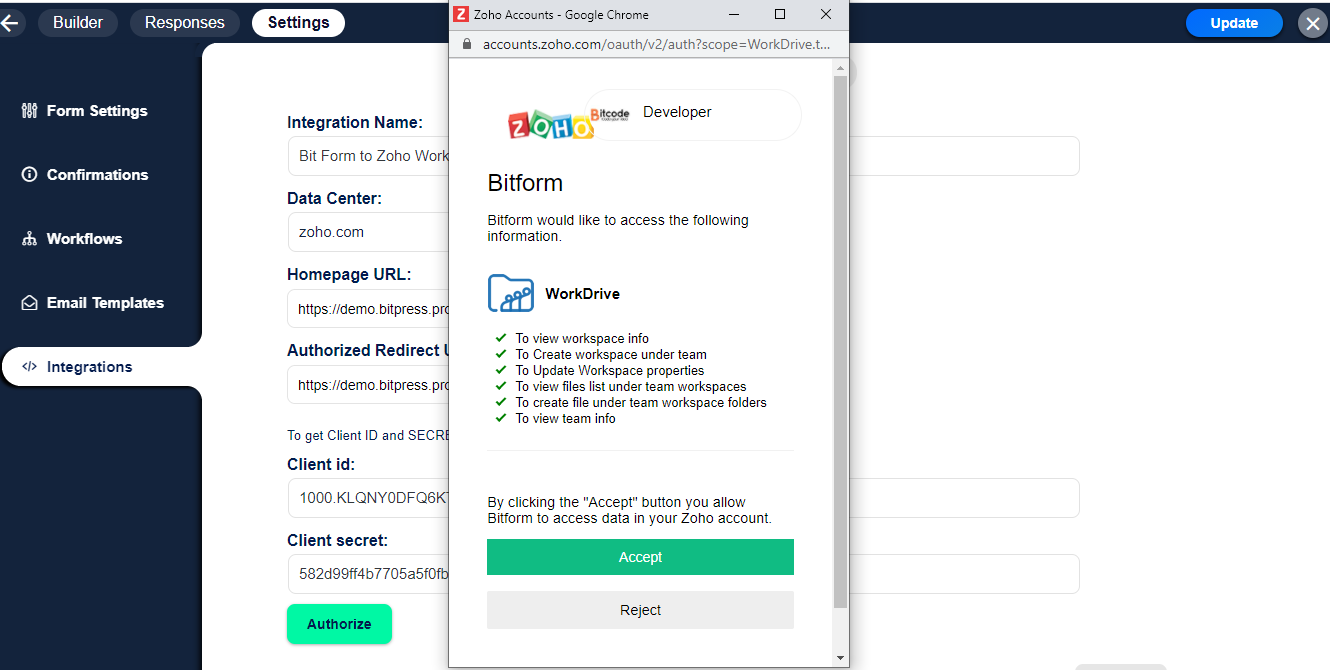 Builder
Responses
Settings
Update
Form Settings
Confirmations
Workflows
Email Templates
Integrations
Integration Name:
Bit Form to Zoho Work
Data Center:
zoho.com
Homepage URL:
https://demo.bitpress.pro
Authorized Redirect U
https://demo.bitpress.pro
To get Client ID and SECRE
Client id:
1000.KLQNY0DFQ6KT
Client secret:
582d99ff4b7705a5f0fb
Authorize
Zoho Accounts - Google Chrome
accounts.zoho.com/oauth/v2/auth?scope=WorkDrive.t...
ZOHO
Bitcode
Developer
Bitform
Bitform would like to access the following
information.
WorkDrive
To view workspace info
To Create workspace under team
To Update Workspace properties
To view files list under team workspaces
To create file under team workspace folders
To view team info
By clicking the "Accept" button you allow
Bitform to access data in your Zoho account.
Accept
Reject